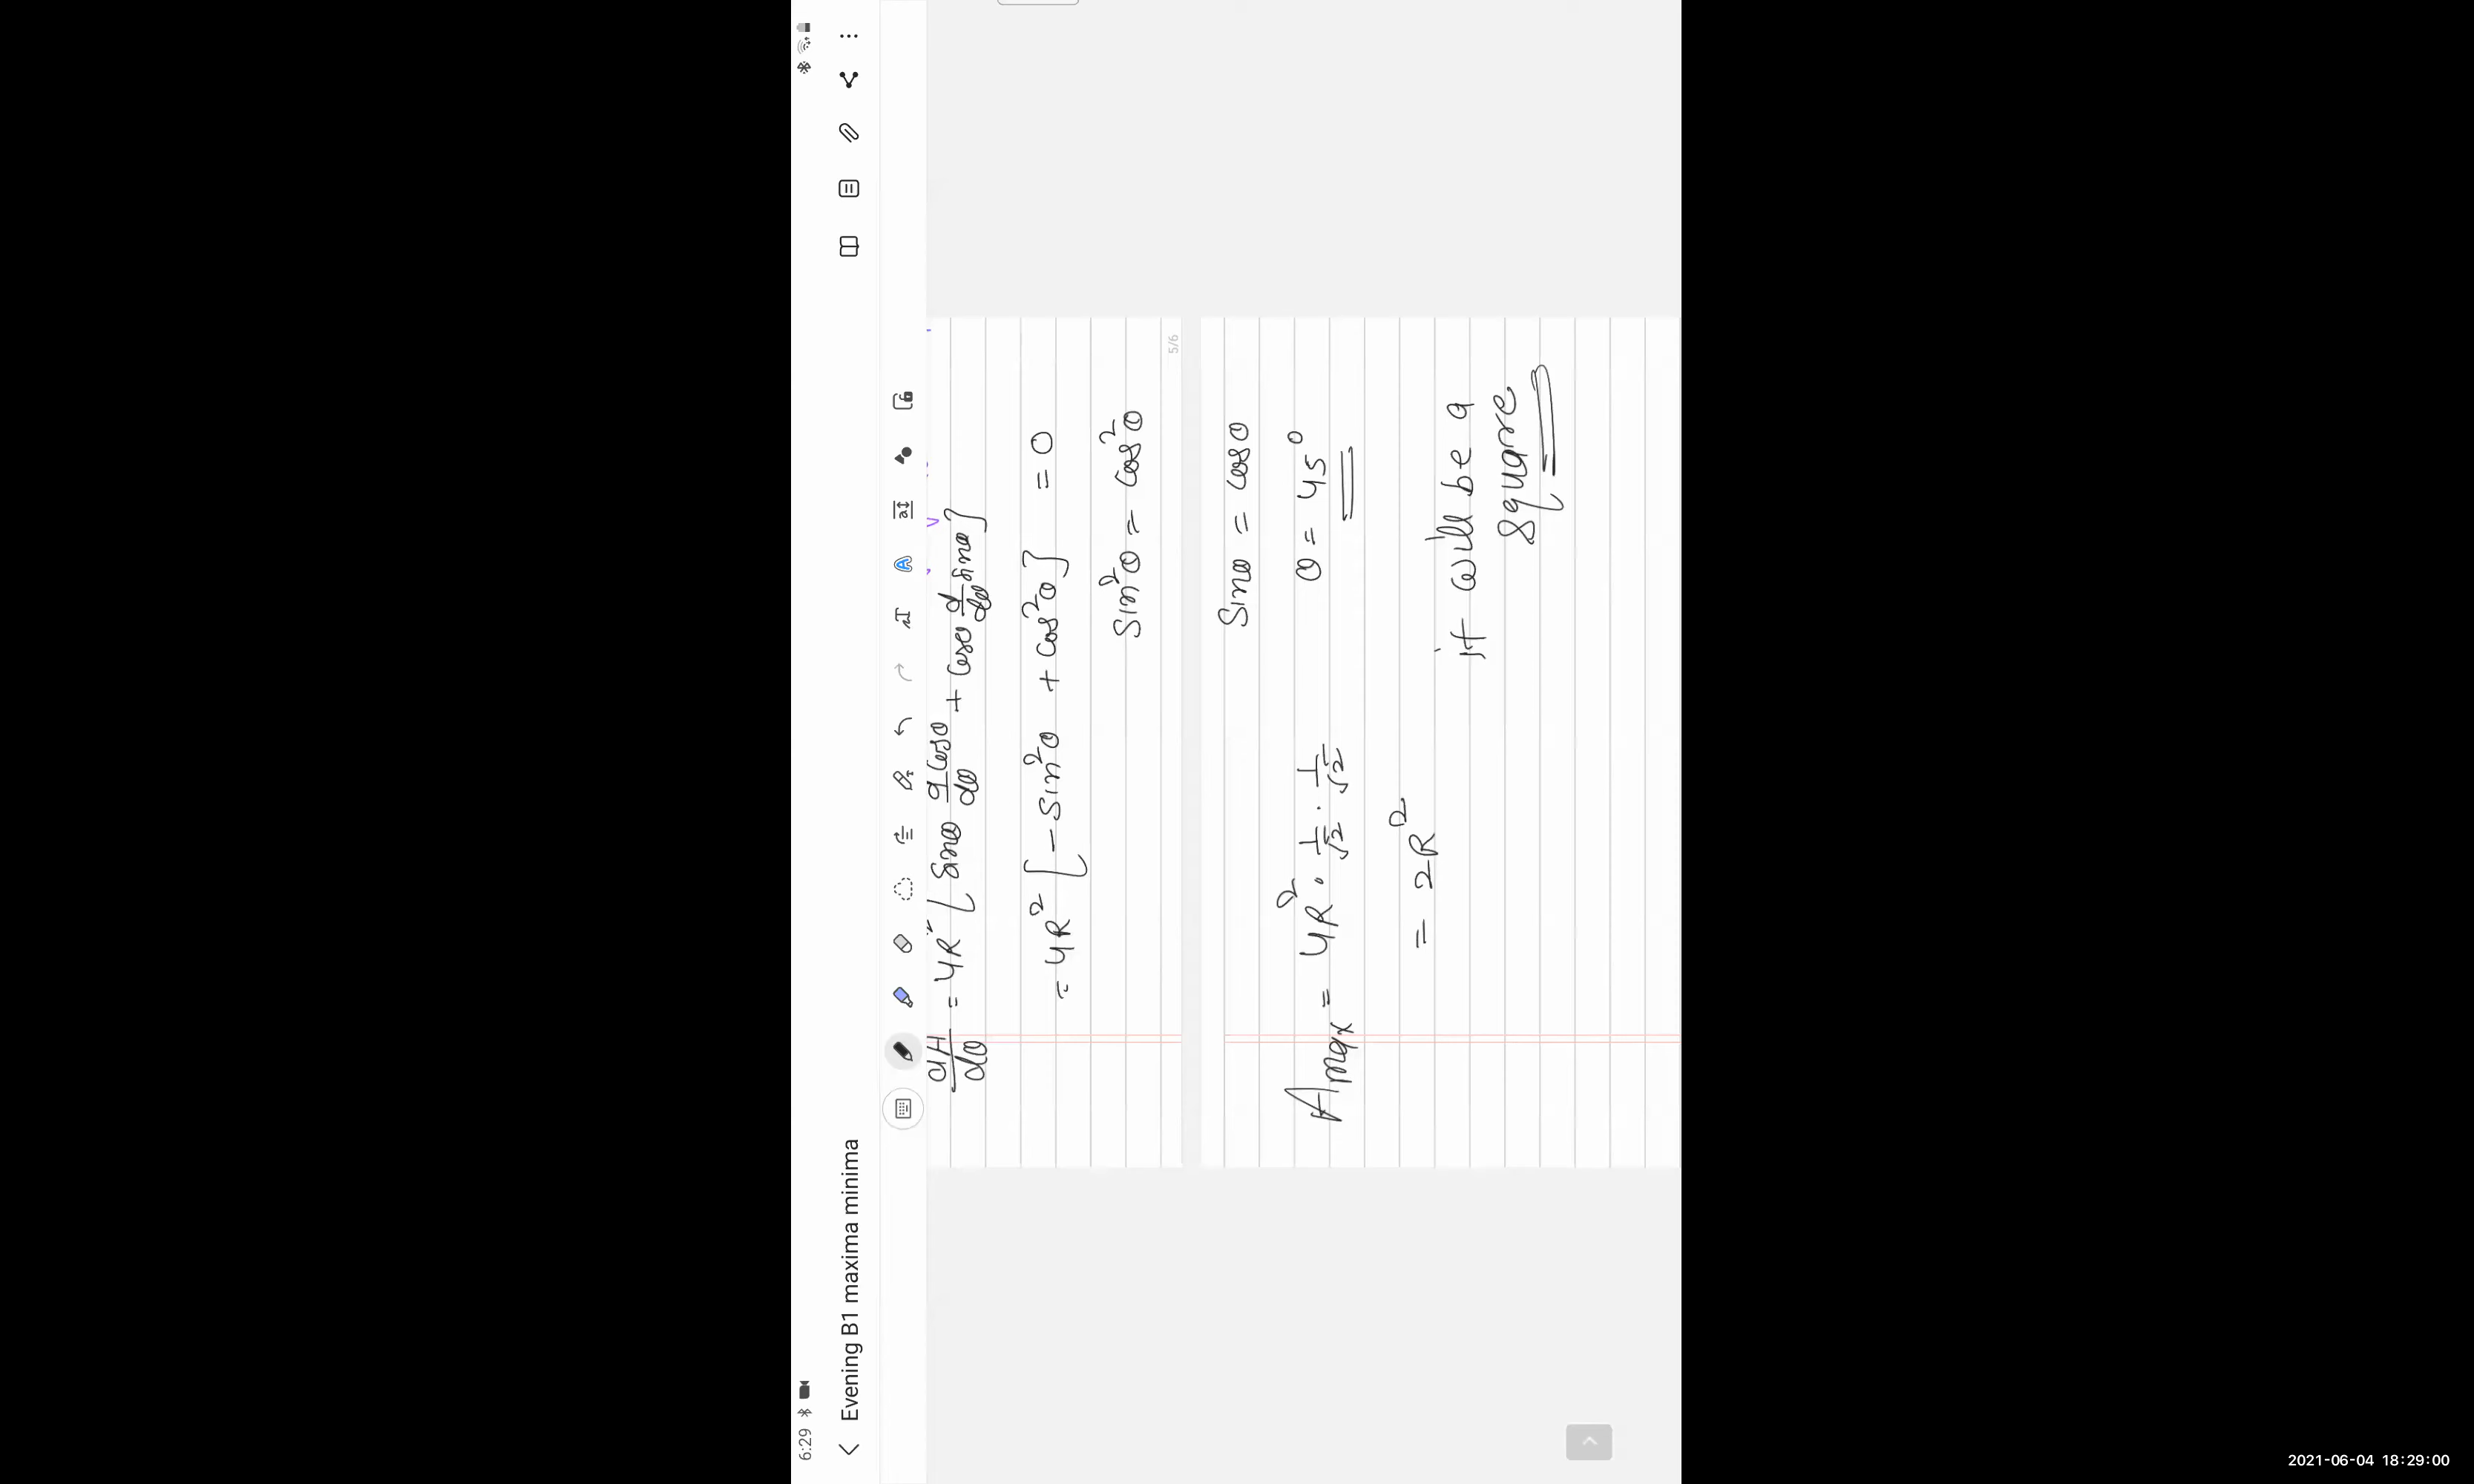 6:29
Evening B1 maxima minima
dA/dθ = 4R² [ Sinθ d cosθ/dθ + cosθ d/dθ sinθ ]
= 4R² [ -Sin²θ + cos²θ ] = 0
Sin²θ = cos²θ
5/6
Sinθ = cosθ
Amax = 4R² · 1/√2 · 1/√2 θ = 45°
= 2R²
it will be a
square
2021-06-04 18:29:00